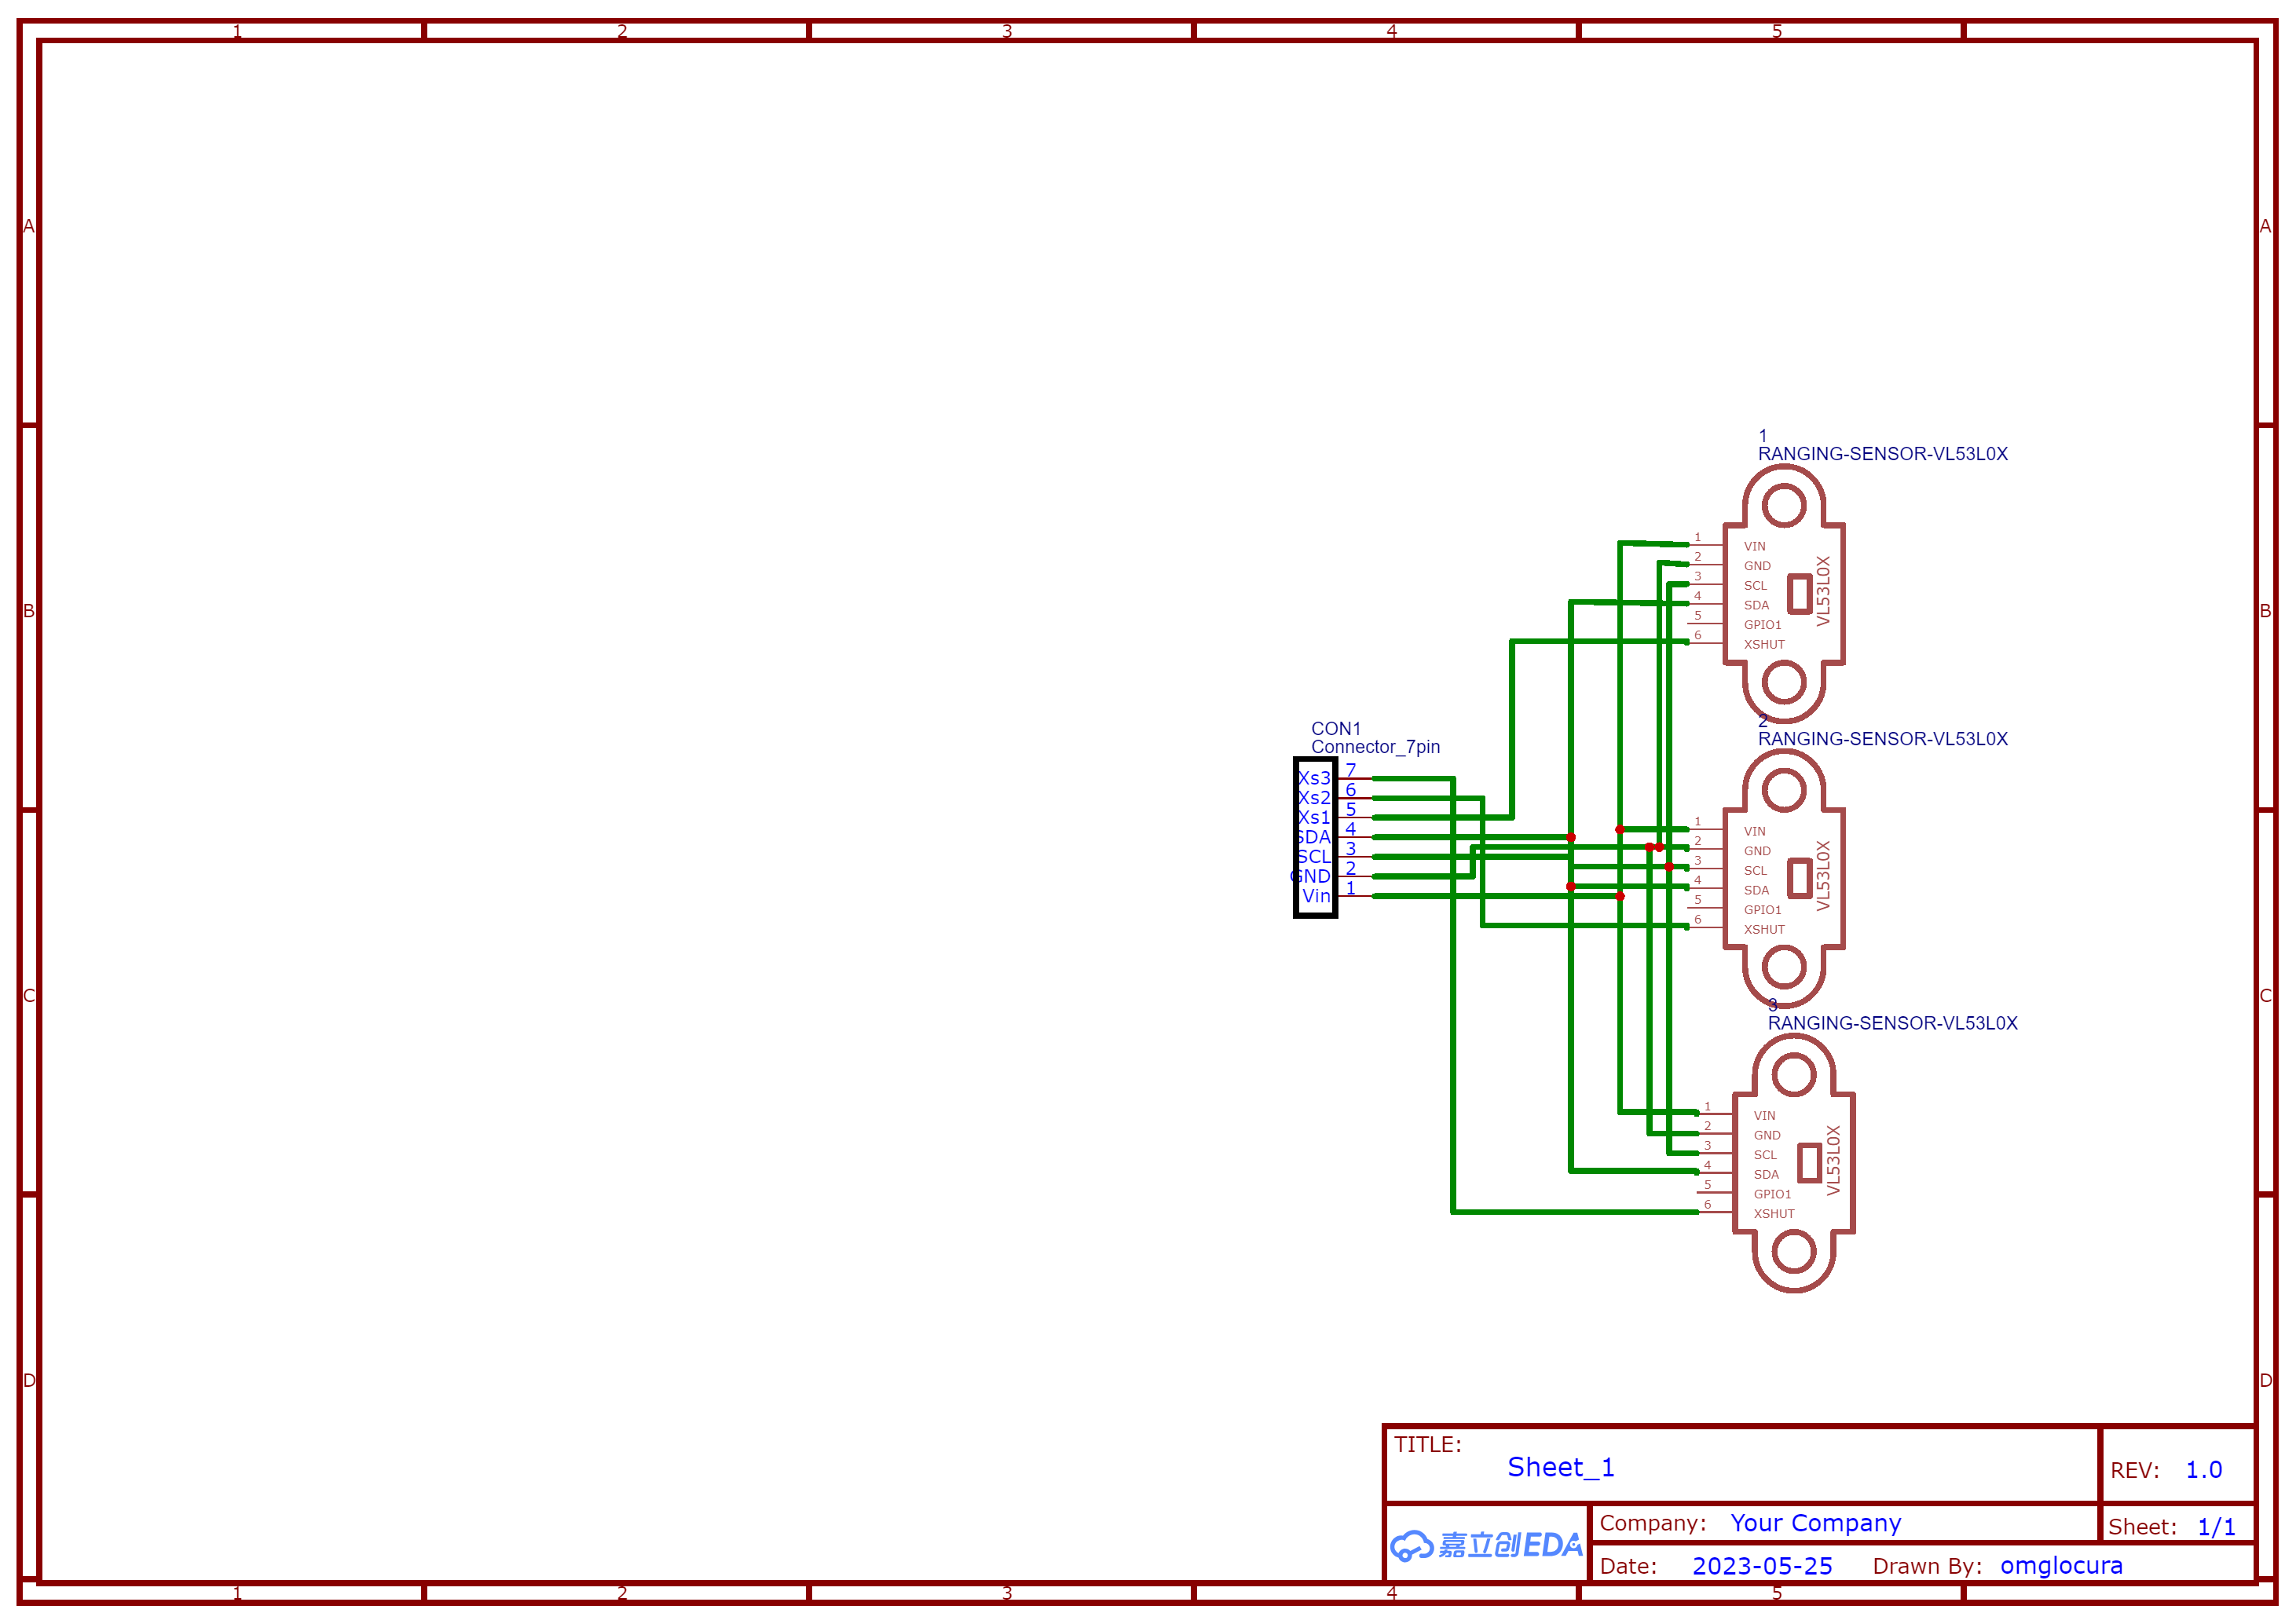 1 2 3 4 5
A A
B B
C C
D D
1
RANGING-SENSOR-VL53L0X
1 VIN
2 GND
3 SCL
4 SDA
5 GPIO1
6 XSHUT
VL53L0X
CON1
Connector_7pin
Xs3 7
Xs2 6
Xs1 5
SDA 4
SCL 3
GND 2
Vin 1
2
RANGING-SENSOR-VL53L0X
1 VIN
2 GND
3 SCL
4 SDA
5 GPIO1
6 XSHUT
VL53L0X
3
RANGING-SENSOR-VL53L0X
1 VIN
2 GND
3 SCL
4 SDA
5 GPIO1
6 XSHUT
VL53L0X
TITLE:
Sheet_1
REV: 1.0
嘉立创EDA
Company: Your Company
Sheet: 1/1
Date: 2023-05-25 Drawn By: omglocura
1 2 3 4 5